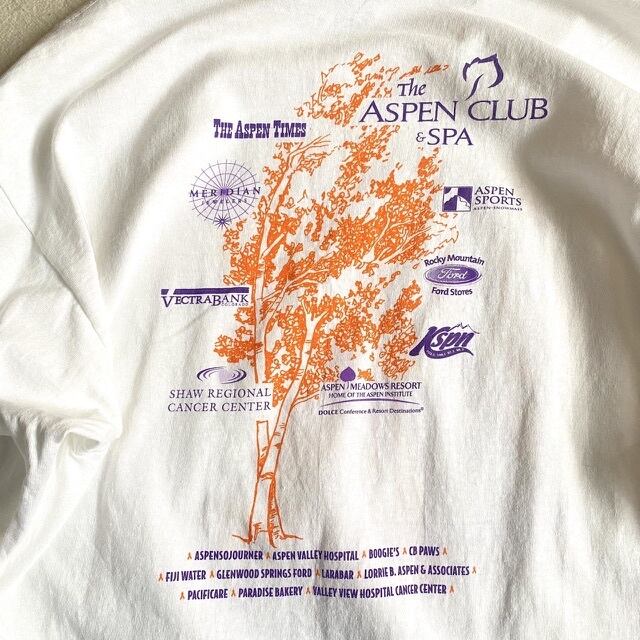 The
ASPEN CLUB
& SPA
THE ASPEN TIMES
MERIDIAN
JEWELERS
ASPEN
SPORTS
ASPEN•SNOWMASS
Rocky Mountain
Ford
Ford Stores
VECTRABANK
COLORADO
Kspn
SHAW REGIONAL
CANCER CENTER
ASPEN MEADOWS RESORT
HOME OF THE ASPEN INSTITUTE
DOLCE Conference & Resort Destinations®
ASPENSOJOURNER ASPEN VALLEY HOSPITAL BOOGIE'S CB PAWS
FIJI WATER GLENWOOD SPRINGS FORD LARABAR LORRIE B. ASPEN & ASSOCIATES
PACIFICARE PARADISE BAKERY VALLEY VIEW HOSPITAL CANCER CENTER